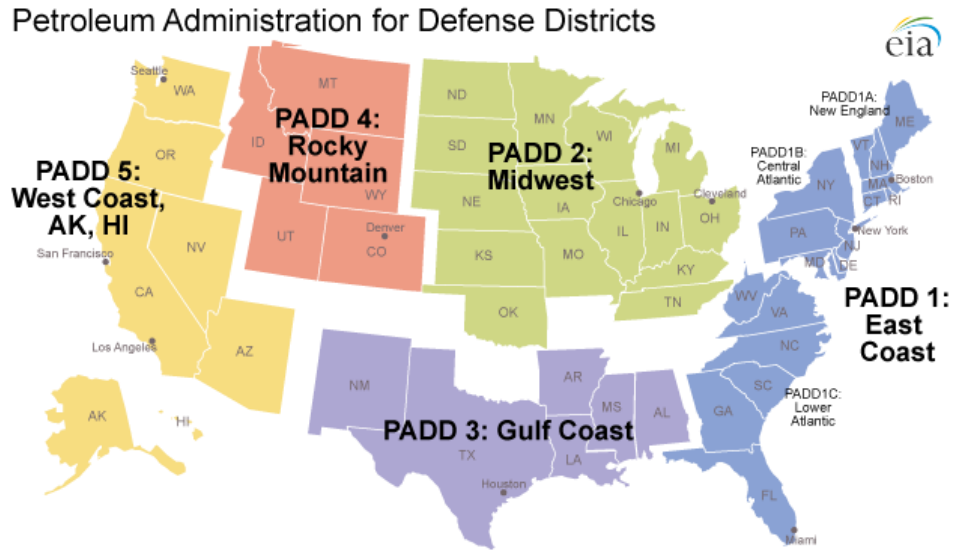 Petroleum Administration for Defense Districts
eia
Seattle
WA
MT
ND
MN
PADD1A:
New England
ME
PADD 4:
Rocky
Mountain
ID
OR
SD
WI
MI
PADD 2:
Midwest
PADD1B:
Central
Atlantic
VT
NH
MA
Boston
CT
RI
PADD 5:
West Coast,
AK, HI
WY
NE
IA
Chicago
Cleveland
NY
UT
Denver
CO
IL
IN
OH
PA
New York
NJ
San Francisco
NV
KS
MO
KY
MD
DE
CA
OK
TN
WV
VA
PADD 1:
East
Coast
Los Angeles
AZ
NC
NM
AR
SC
PADD1C:
Lower
Atlantic
AK
HI
MS
AL
GA
PADD 3: Gulf Coast
TX
LA
Houston
FL
Miami